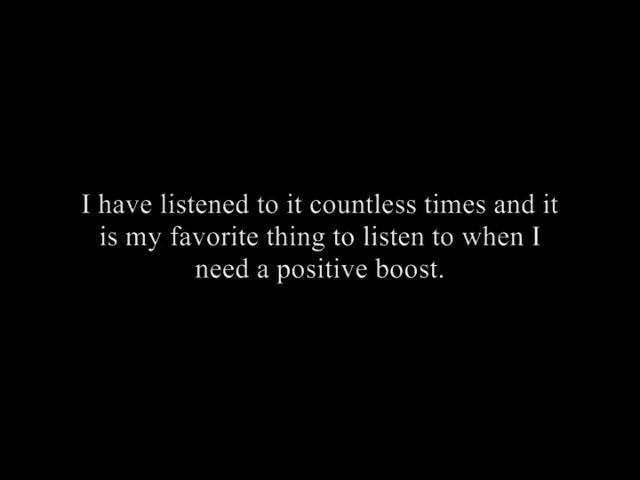 I have listened to it countless times and it
is my favorite thing to listen to when I
need a positive boost.